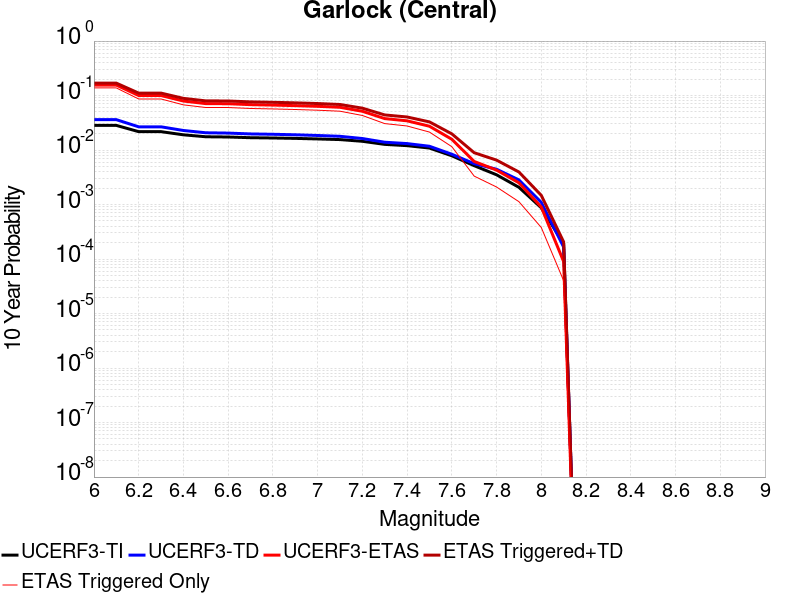 Garlock (Central)
10^0
10^-1
10^-2
10^-3
10^-4
10^-5
10^-6
10^-7
10^-8
10 Year Probability
6 6.2 6.4 6.6 6.8 7 7.2 7.4 7.6 7.8 8 8.2 8.4 8.6 8.8 9
Magnitude
UCERF3-TI UCERF3-TD UCERF3-ETAS ETAS Triggered+TD
ETAS Triggered Only